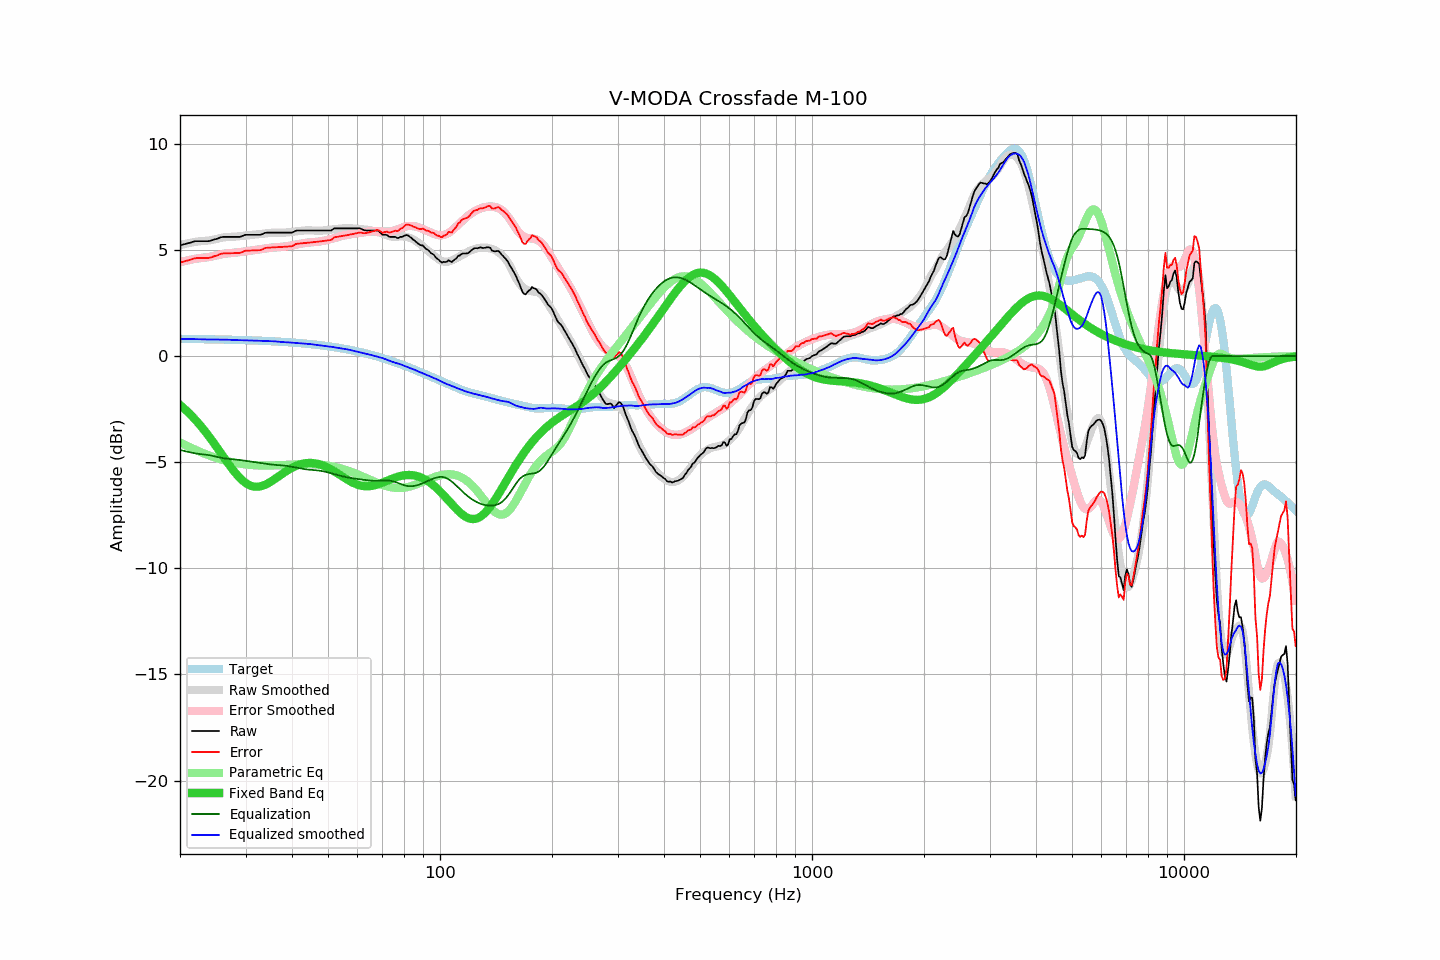 V-MODA Crossfade M-100
Amplitude (dBr)
10
5
0
−5
−10
−15
−20
Target
Raw Smoothed
Error Smoothed
Raw
Error
Parametric Eq
Fixed Band Eq
Equalization
Equalized smoothed
100
1000
10000
Frequency (Hz)